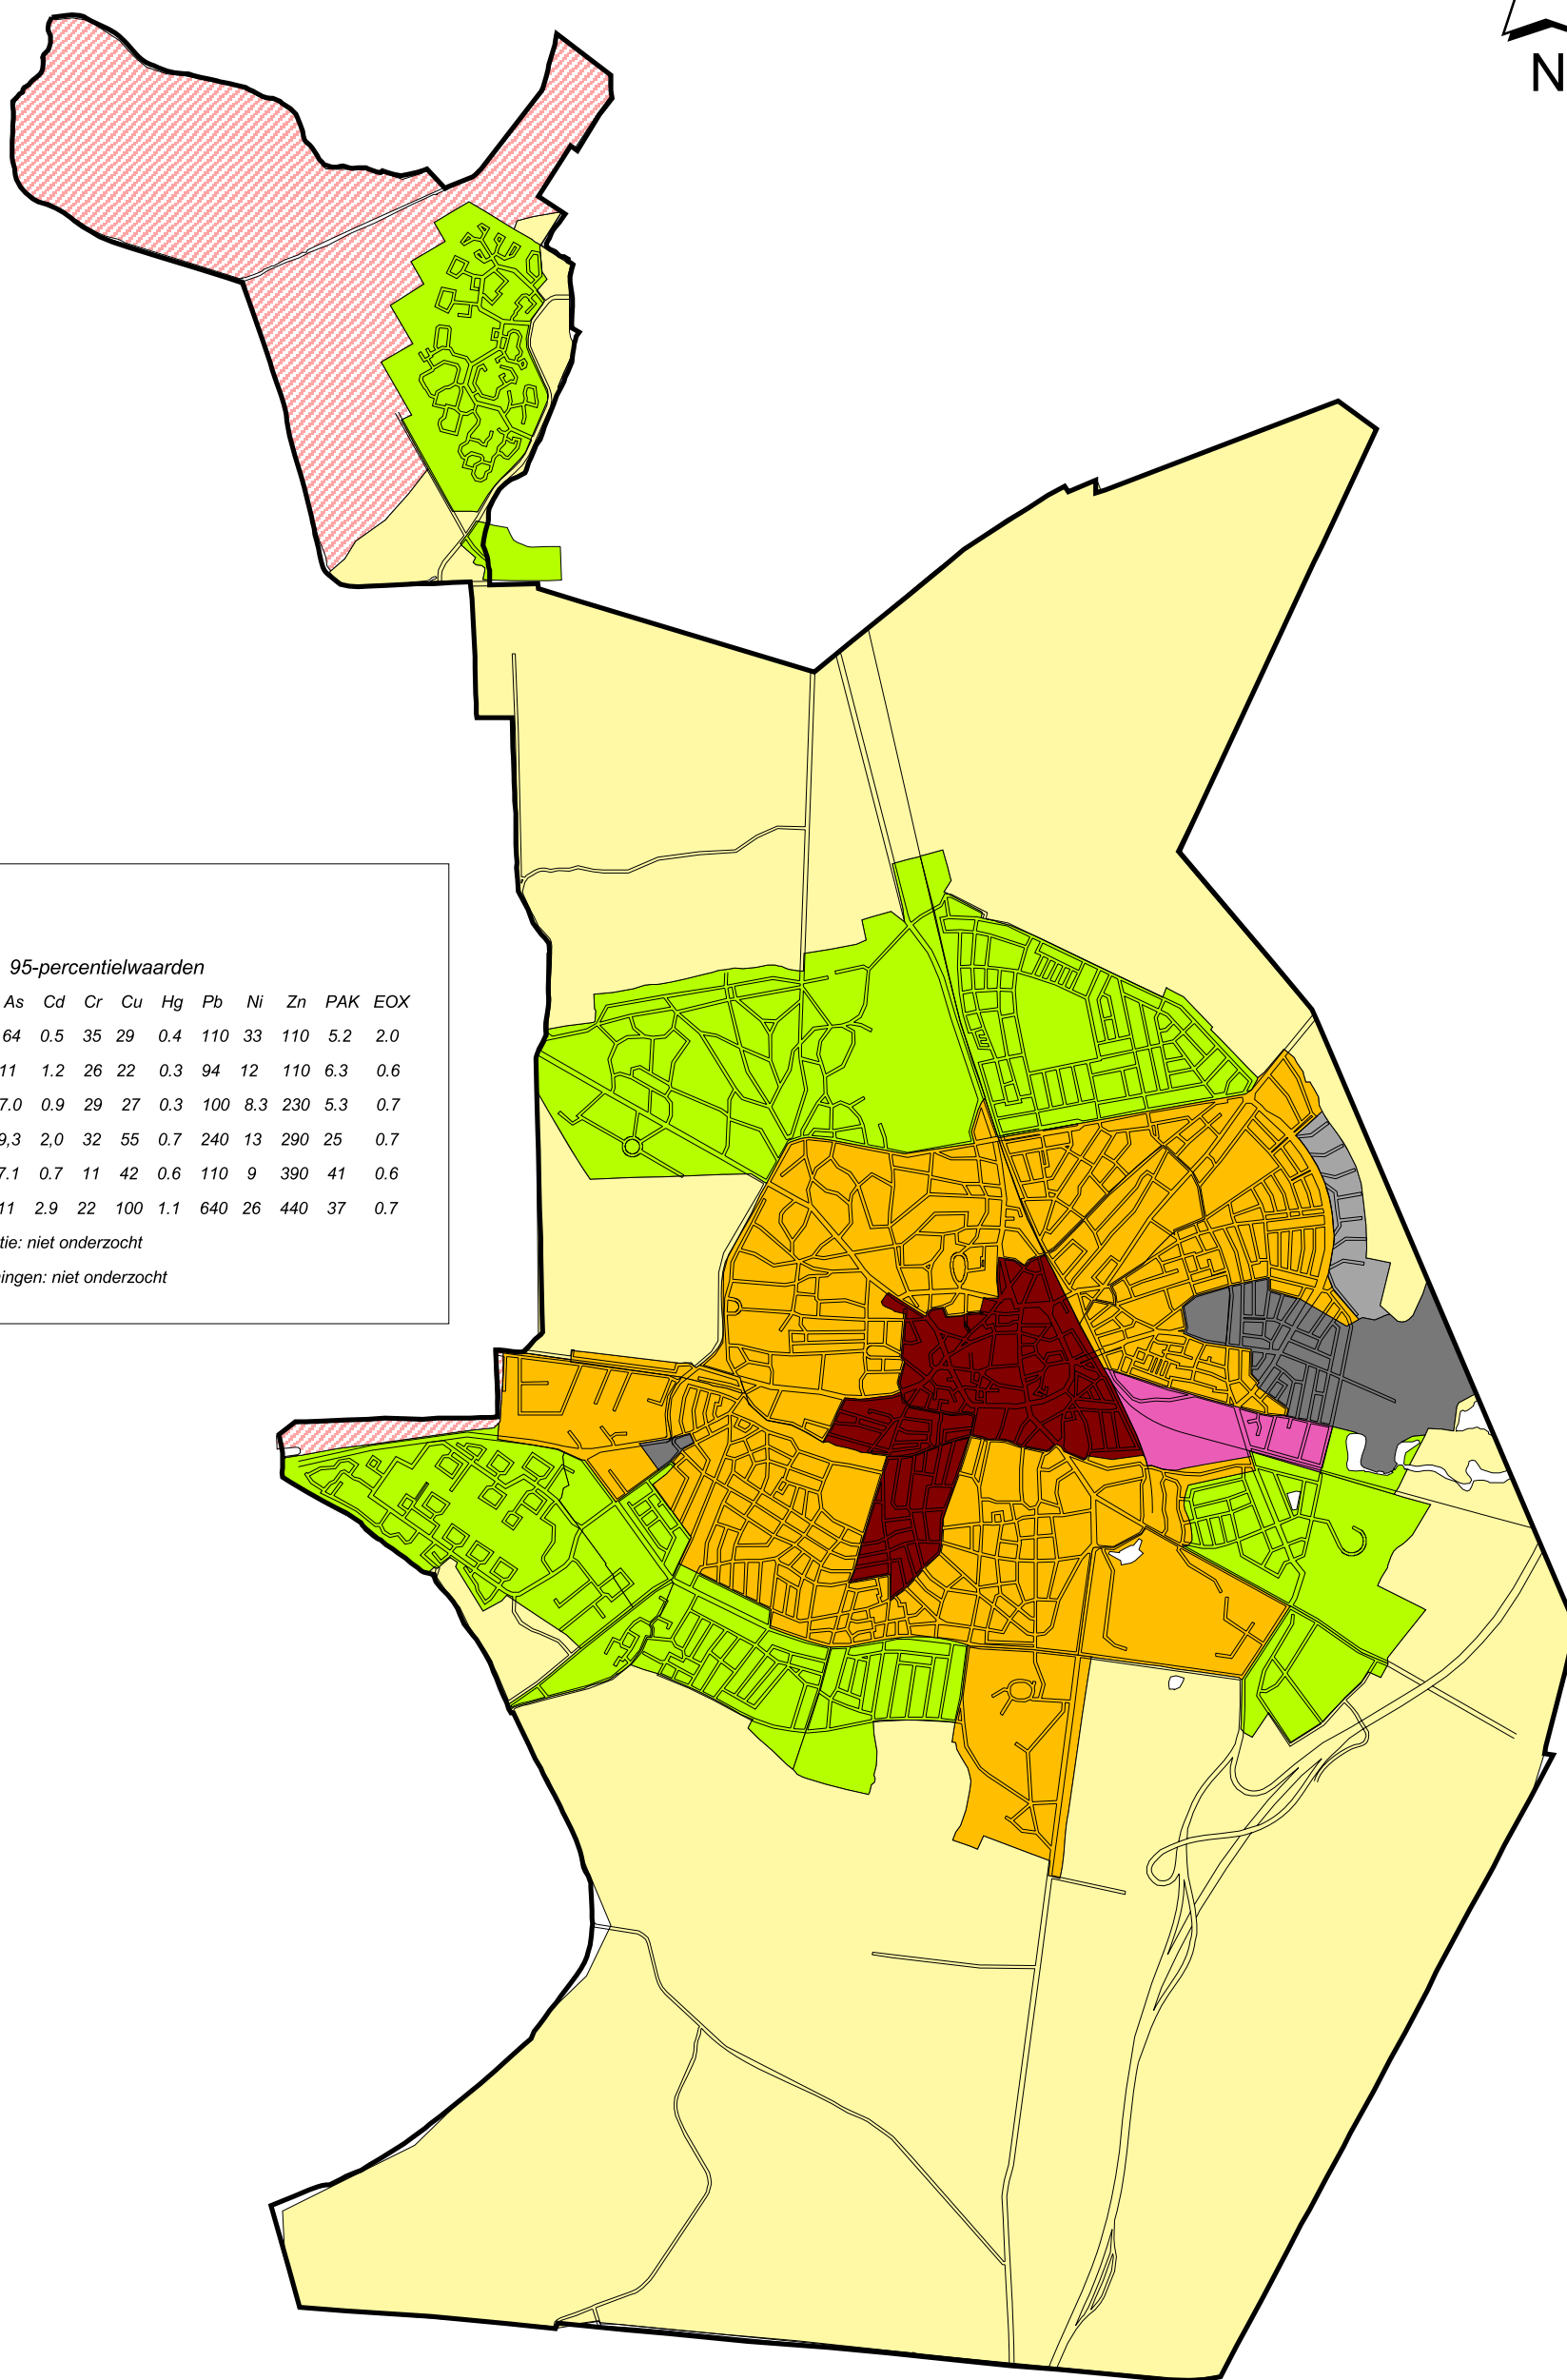 N
95-percentielwaarden
As Cd Cr Cu Hg Pb Ni Zn PAK EOX
64 0.5 35 29 0.4 110 33 110 5.2 2.0
11 1.2 26 22 0.3 94 12 110 6.3 0.6
7.0 0.9 29 27 0.3 100 8.3 230 5.3 0.7
9,3 2,0 32 55 0.7 240 13 290 25 0.7
7.1 0.7 11 42 0.6 110 9 390 41 0.6
11 2.9 22 100 1.1 640 26 440 37 0.7
tie: niet onderzocht
ingen: niet onderzocht